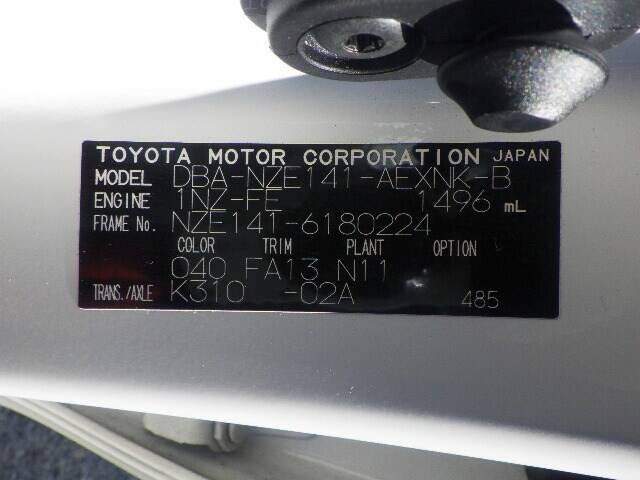 TOYOTA MOTOR CORPORATION JAPAN
MODEL DBA-NZE141-AEXNK-B
ENGINE 1NZ-FE 1496 mL
FRAME No. NZE141-6180224
COLOR TRIM PLANT OPTION
040 FA13 N11
TRANS./AXLE K310 -02A 485